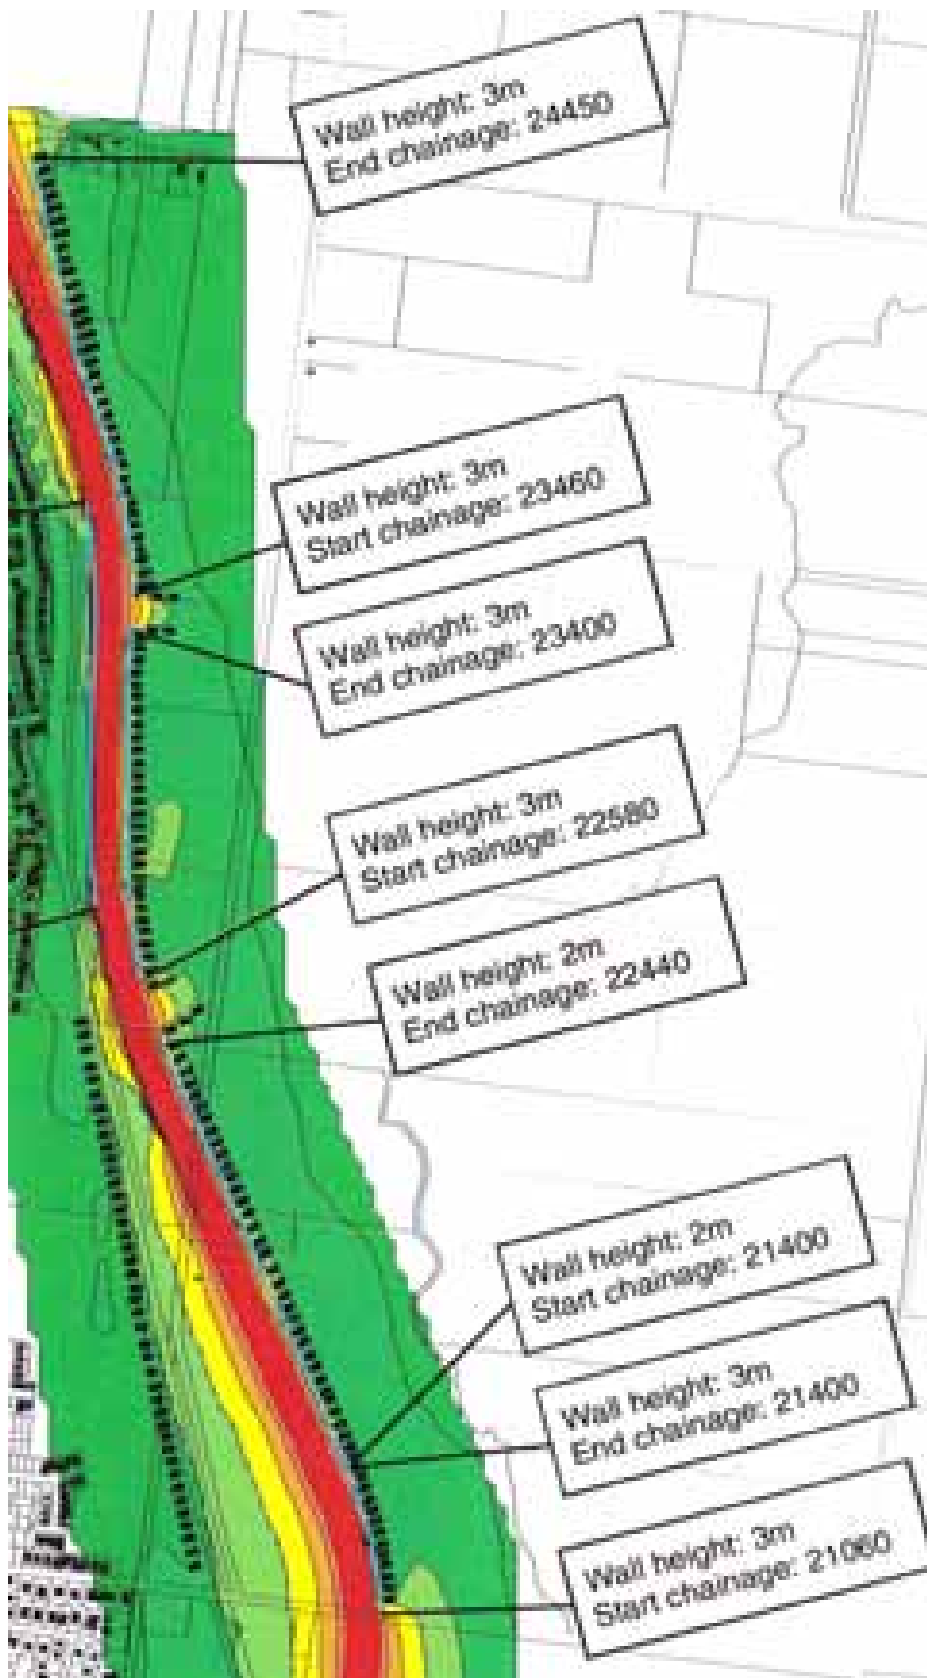 Wall height: 3m
End chainage: 24450
Wall height: 3m
Start chainage: 23460
Wall height: 3m
End chainage: 23400
Wall height: 3m
Start chainage: 22580
Wall height: 2m
End chainage: 22440
Wall height: 2m
Start chainage: 21400
Wall height: 3m
End chainage: 21400
Wall height: 3m
Start chainage: 21060